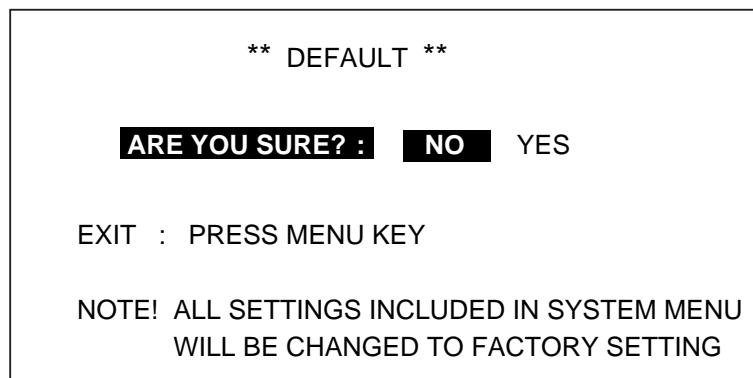 ** DEFAULT **
ARE YOU SURE? : NO YES
EXIT : PRESS MENU KEY
NOTE! ALL SETTINGS INCLUDED IN SYSTEM MENU
WILL BE CHANGED TO FACTORY SETTING